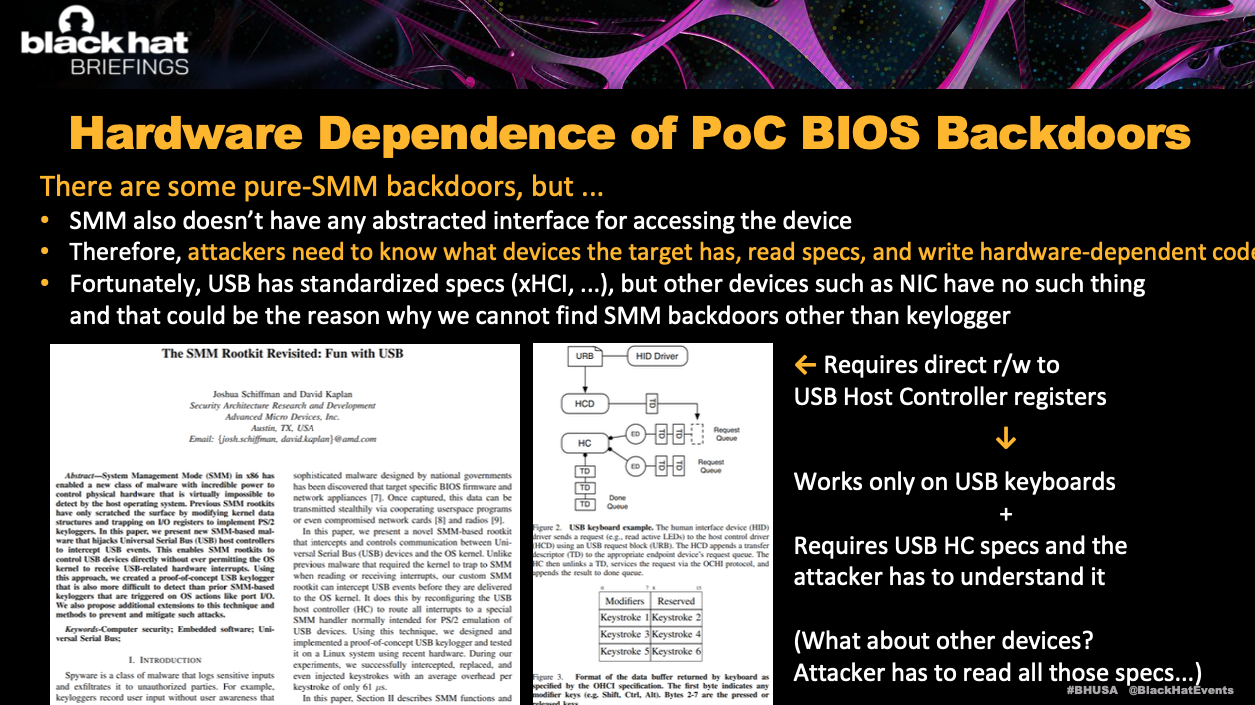 black hat
BRIEFINGS
Hardware Dependence of PoC BIOS Backdoors
There are some pure-SMM backdoors, but ...
• SMM also doesn’t have any abstracted interface for accessing the device
• Therefore, attackers need to know what devices the target has, read specs, and write hardware-dependent code
• Fortunately, USB has standardized specs (xHCI, ...), but other devices such as NIC have no such thing
and that could be the reason why we cannot find SMM backdoors other than keylogger
The SMM Rootkit Revisited: Fun with USB
Joshua Schiffman and David Kaplan
Security Architecture Research and Development
Advanced Micro Devices, Inc.
Austin, TX, USA
Email: {josh.schiffman, david.kaplan}@amd.com
Abstract—System Management Mode (SMM) in x86 has
enabled a new class of malware with incredible power to
control physical hardware that is virtually impossible to
detect by the host operating system. Previous SMM rootkits
have only scratched the surface by modifying kernel data
structures and trapping on I/O registers to implement PS/2
keyloggers. In this paper, we present new SMM-based mal-
ware that hijacks Universal Serial Bus (USB) host controllers
to intercept USB events. This enables SMM rootkits to
control USB devices directly without ever permitting the OS
kernel to receive USB-related hardware interrupts. Using
this approach, we created a proof-of-concept USB keylogger
that is also more difficult to detect than prior SMM-based
keyloggers that are triggered on OS actions like port I/O.
We also propose additional extensions to this technique and
methods to prevent and mitigate such attacks.
Keywords-Computer security; Embedded software; Uni-
versal Serial Bus;
I. INTRODUCTION
Spyware is a class of malware that logs sensitive inputs
and exfiltrates it to unauthorized parties. For example,
keyloggers record user input without user awareness that
sophisticated malware designed by national governments
has been discovered that target specific BIOS firmware and
network appliances [7]. Once captured, this data can be
transmitted stealthily via cooperating userspace programs
or even compromised network cards [8] and radios [9].
In this paper, we present a novel SMM-based rootkit
that intercepts and controls communication between Uni-
versal Serial Bus (USB) devices and the OS kernel. Unlike
previous malware that required the kernel to trap to SMM
when reading or receiving interrupts, our custom SMM
rootkit can intercept USB events before they are delivered
to the OS kernel. It does this by reconfiguring the USB
host controller (HC) to route all interrupts to a special
SMM handler normally intended for PS/2 emulation of
USB devices. Using this technique, we designed and
implemented a proof-of-concept USB keylogger and tested
it on a Linux system using recent hardware. During our
experiments, we successfully intercepted, replaced, and
even injected keystrokes with an average overhead per
keystroke of only 61 μs.
In this paper, Section II describes SMM functions and
URB HID Driver
HCD TD
HC ED TD TD Request
Queue
ED TD TD Request
Queue
TD
TD
TD
Done
Queue
Figure 2. USB keyboard example. The human interface device (HID)
driver sends a request (e.g., read active LEDs) to the host control driver
(HCD) using an USB request block (URB). The HCD appends a transfer
descriptor (TD) to the appropriate endpoint device's request queue. The
HC then unlinks a TD, services the request via the OCHI protocol, and
appends the result to done queue.
Modifiers Reserved
Keystroke 1 Keystroke 2
Keystroke 3 Keystroke 4
Keystroke 5 Keystroke 6
Figure 3. Format of the data buffer returned by keyboard as
specified by the OHCI specification. The first byte indicates any
modifier keys (e.g. Shift, Ctrl, Alt). Bytes 2-7 are the pressed or
released keys.
← Requires direct r/w to
USB Host Controller registers
↓
Works only on USB keyboards
+
Requires USB HC specs and the
attacker has to understand it
(What about other devices?
Attacker has to read all those specs...)
#BHUSA @BlackHatEvents